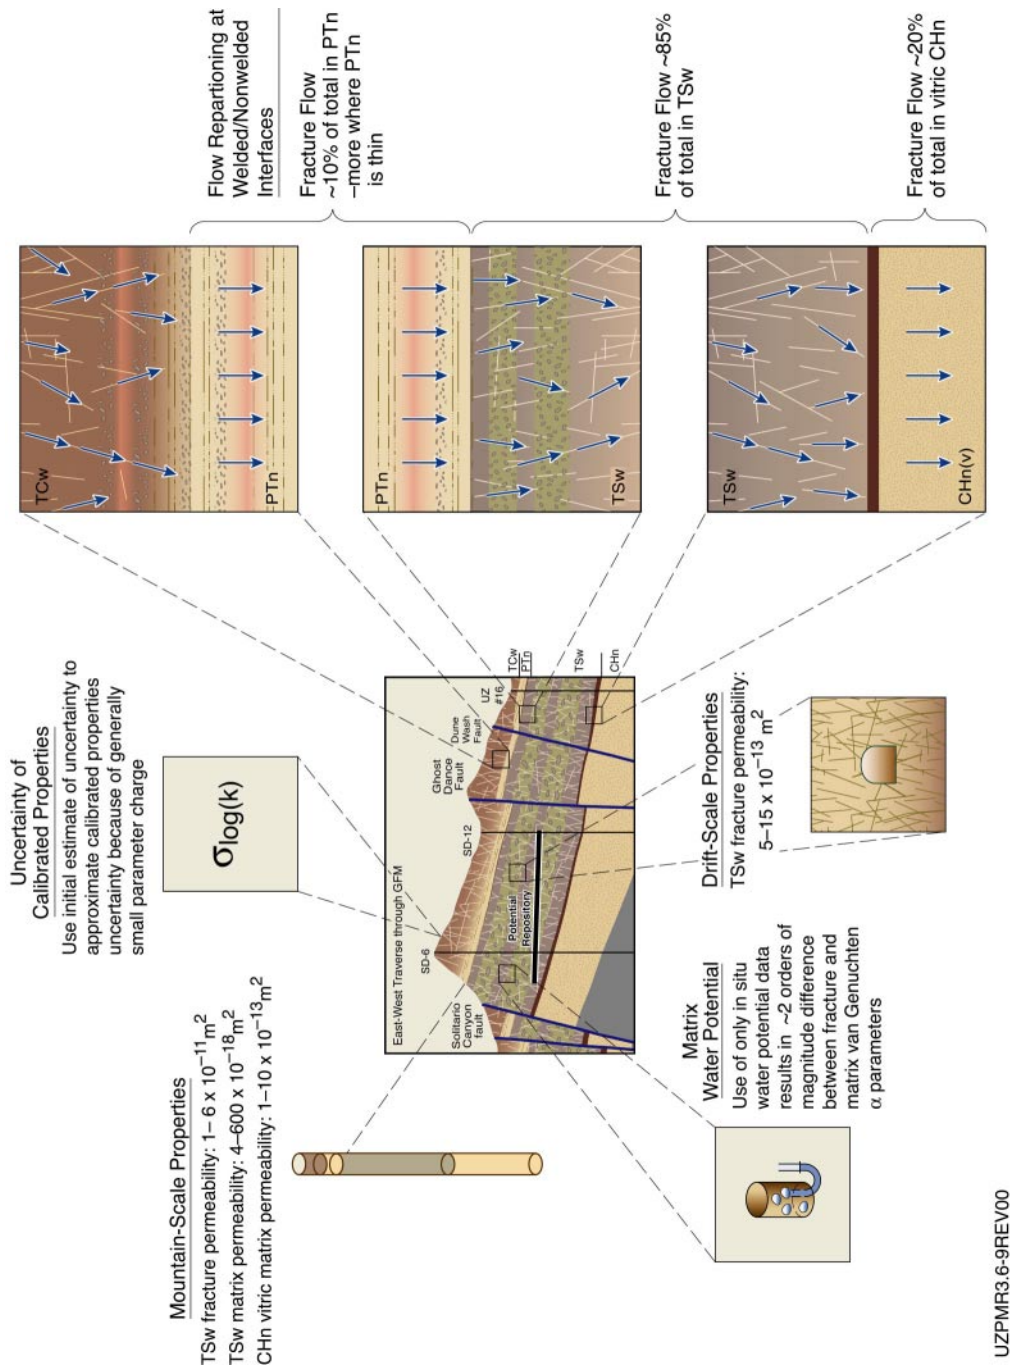 Mountain-Scale Properties
TSw fracture permeability: 1– 6 x 10⁻¹¹m²
TSw matrix permeability: 4–600 x 10⁻¹⁸m²
CHn vitric matrix permeability: 1–10 x 10⁻¹³m²
Uncertainty of
Calibrated Properties
Use initial estimate of uncertainty to
approximate calibrated properties
uncertainty because of generally
small parameter charge
σlog(k)
Flow Repartioning at
Welded/Nonwelded
Interfaces
Fracture Flow
~10% of total in PTn
–more where PTn
is thin
TCw
PTn
PTn
TSw
Fracture Flow ~85%
of total in TSw
TSw
CHn(v)
Fracture Flow ~20%
of total in vitric CHn
East-West Traverse through GFM
Solitario
Canyon
fault
SD-6
SD-12
Ghost
Dance
Fault
Dune
Wash
Fault
UZ
#16
TCw
PTn
TSw
CHn
Potential
Repository
Matrix
Water Potential
Use of only in situ
water potential data
results in ~2 orders of
magnitude difference
between fracture and
matrix van Genuchten
α parameters
Drift-Scale Properties
TSw fracture permeability:
5–15 x 10⁻¹³ m²
UZPMR3.6-9REV00